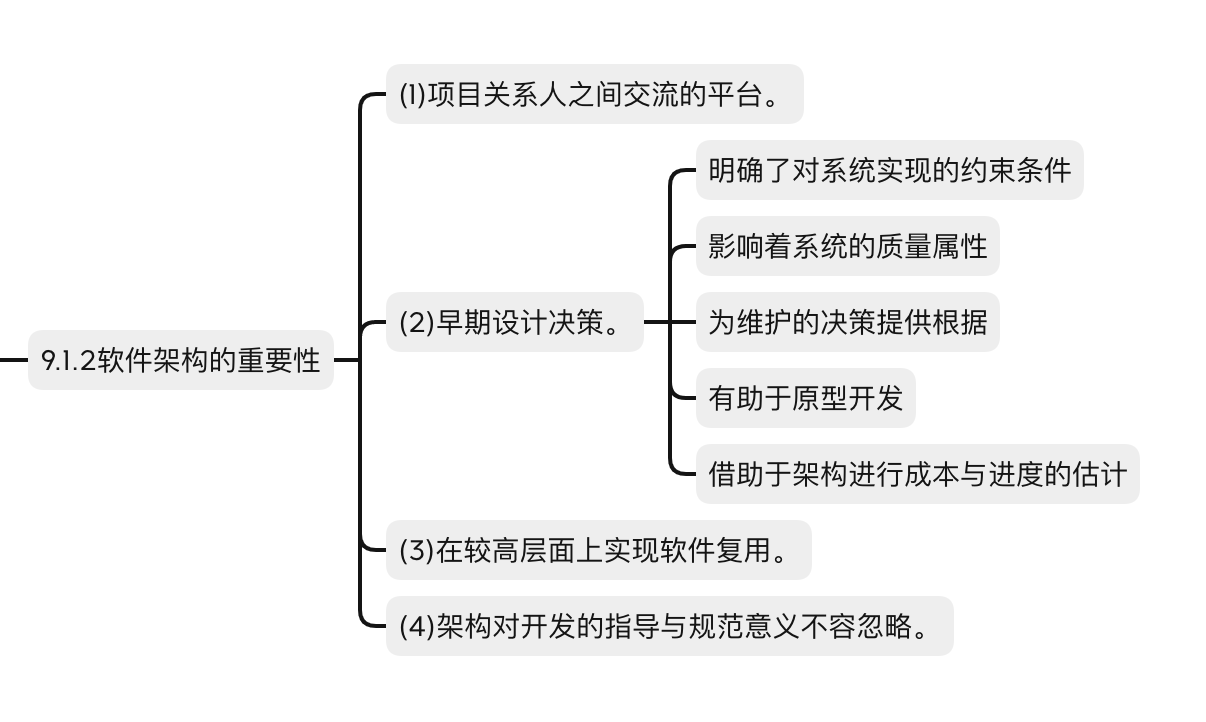 9.1.2软件架构的重要性
(1)项目关系人之间交流的平台。
(2)早期设计决策。
明确了对系统实现的约束条件
影响着系统的质量属性
为维护的决策提供根据
有助于原型开发
借助于架构进行成本与进度的估计
(3)在较高层面上实现软件复用。
(4)架构对开发的指导与规范意义不容忽略。